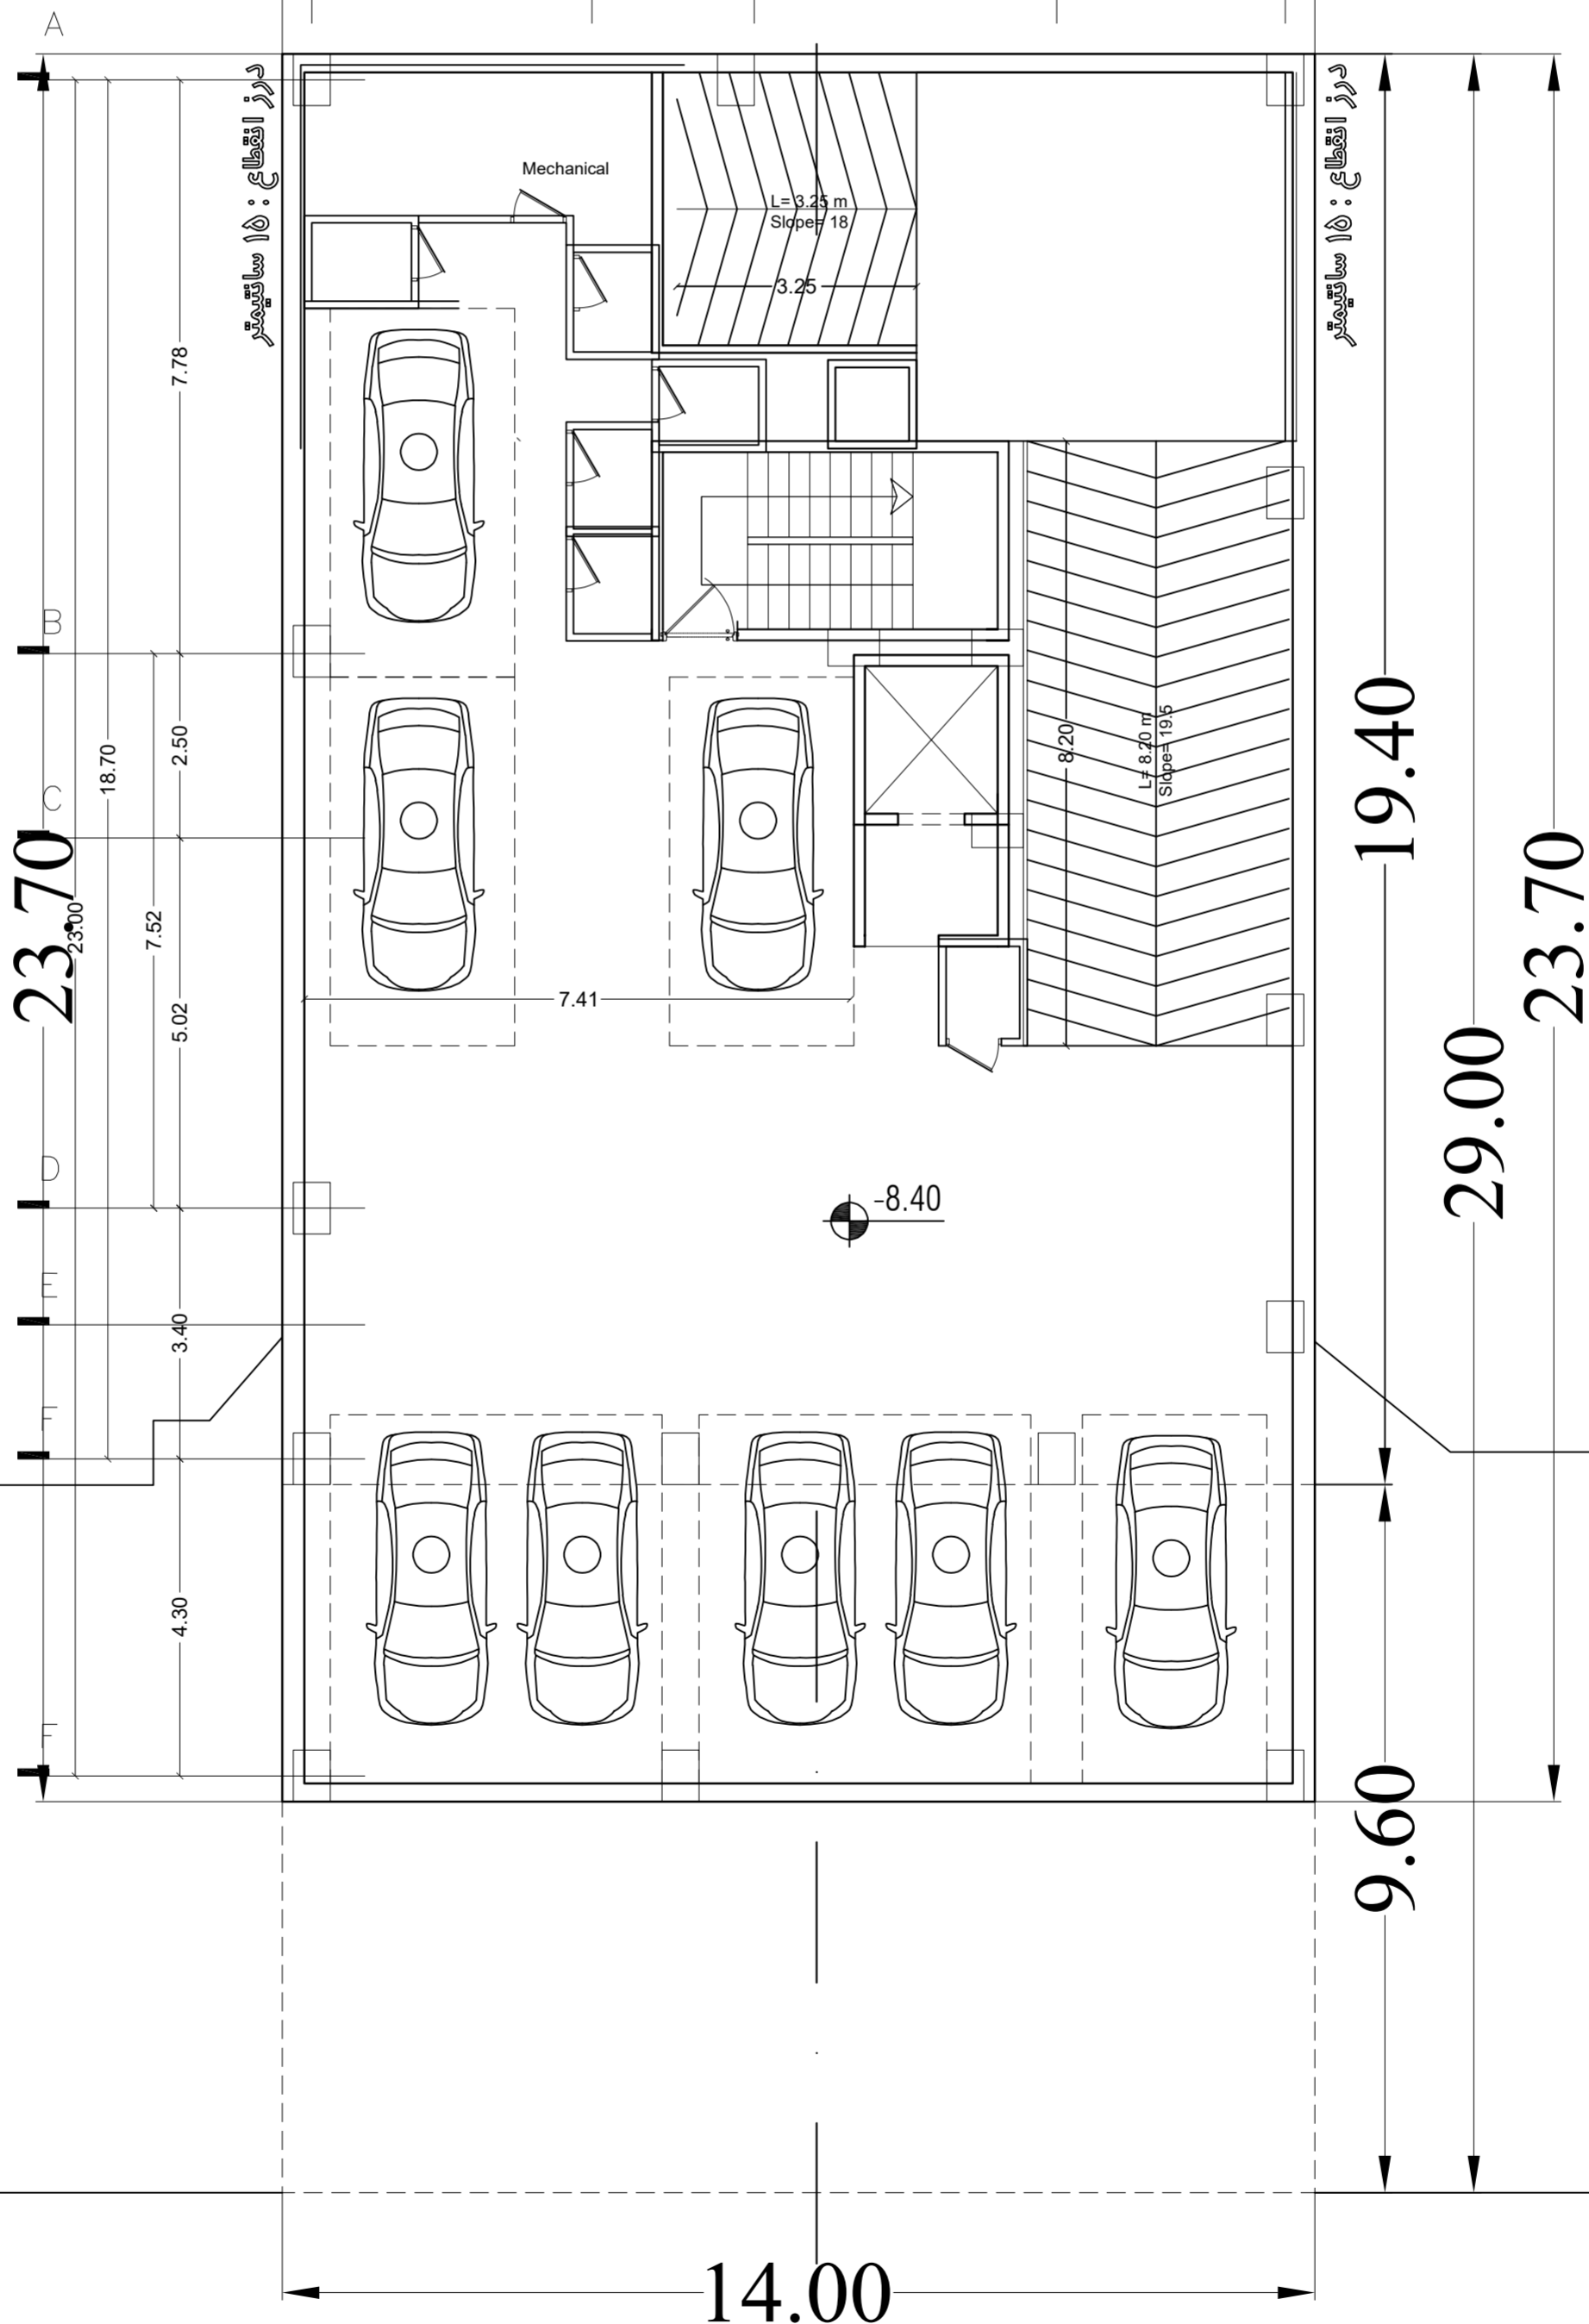 A
درز انقطاع : ۱۵ سانتیمتر
درز انقطاع : ۱۵ سانتیمتر
Mechanical
L= 3.25 m
Slope= 18
3.25
7.78
B
19.40
18.70
2.50
8.20
L= 8.20 m
Slope= 19.5
C
23.70
23.00
7.52
23.70
7.41
5.02
29.00
D
-8.40
E
3.40
F
4.30
F
9.60
14.00